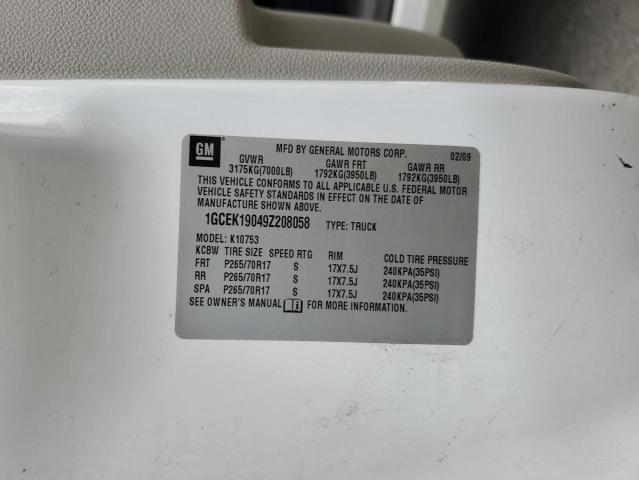 GM MFD BY GENERAL MOTORS CORP. 02/09
GVWR GAWR FRT GAWR RR
3175KG(7000LB) 1792KG(3950LB) 1792KG(3950LB)
THIS VEHICLE CONFORMS TO ALL APPLICABLE U.S. FEDERAL MOTOR
VEHICLE SAFETY STANDARDS IN EFFECT ON THE DATE OF
MANUFACTURE SHOWN ABOVE.
1GCEK19049Z208058 TYPE: TRUCK
MODEL: K10753
KCBW TIRE SIZE SPEED RTG RIM COLD TIRE PRESSURE
FRT P265/70R17 S 17X7.5J 240KPA(35PSI)
RR P265/70R17 S 17X7.5J 240KPA(35PSI)
SPA P265/70R17 S 17X7.5J 240KPA(35PSI)
SEE OWNER'S MANUAL FOR MORE INFORMATION.